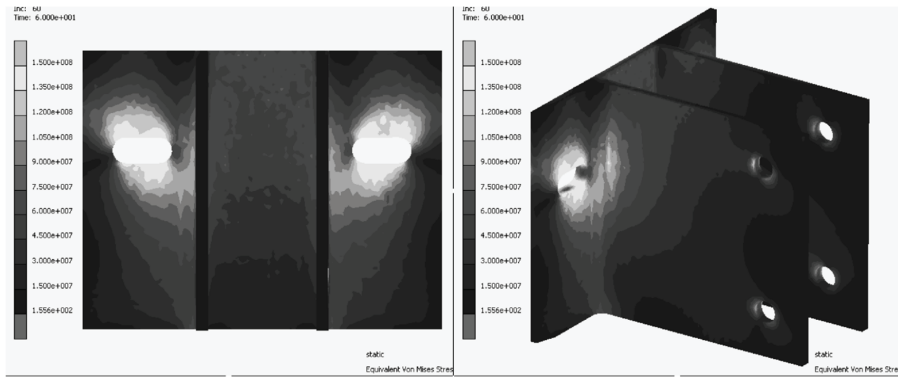 Inc: 60
Time: 6.000e+001
1.500e+008
1.350e+008
1.200e+008
1.050e+008
9.000e+007
7.500e+007
6.000e+007
4.500e+007
3.000e+007
1.500e+007
1.556e+002
static
Equivalent Von Mises Stres
Inc: 60
Time: 6.000e+001
1.500e+008
1.350e+008
1.200e+008
1.050e+008
9.000e+007
7.500e+007
6.000e+007
4.500e+007
3.000e+007
1.500e+007
1.556e+002
static
Equivalent Von Mises Stres